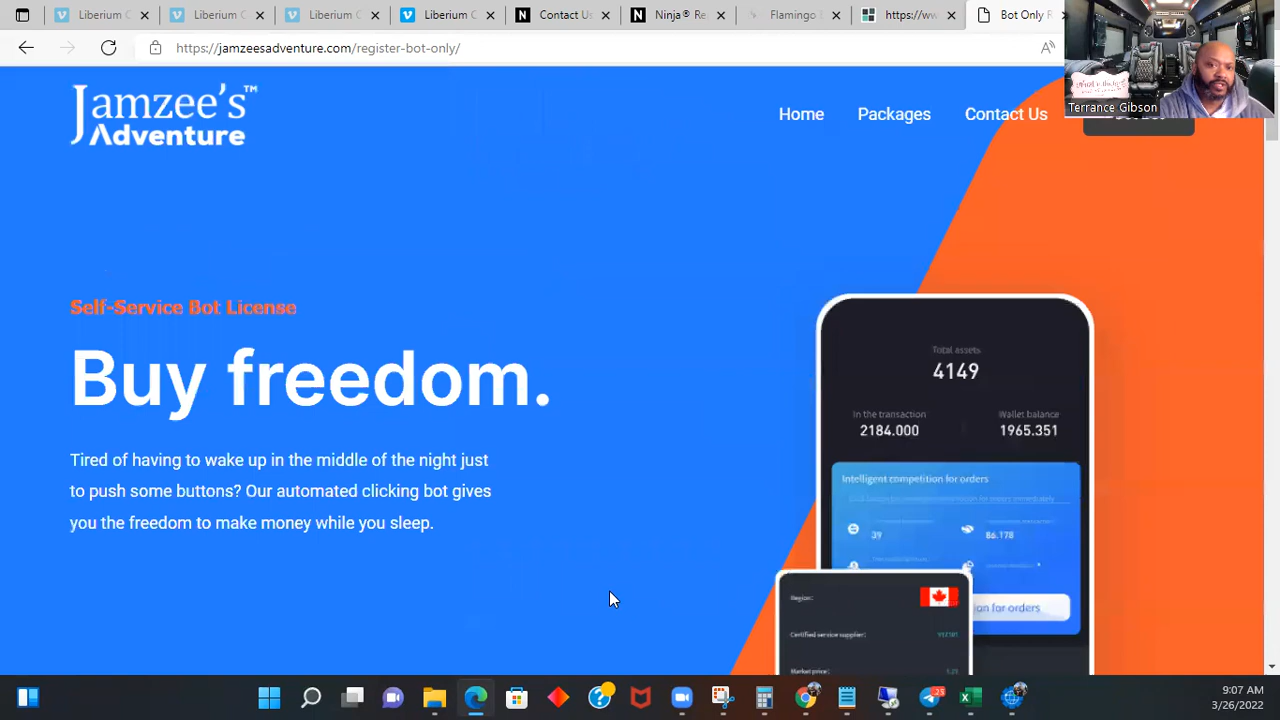 Liberium C
Liberium C
Liberium C
Liberium C
Contact Us
Ninja®
Flamingo
Bot Only
https://jamzeesadventure.com/register-bot-only/
Terrance Gibson
Jamzee's™
Adventure
Home
Packages
Contact Us
Self-Service Bot License
Buy freedom.
Tired of having to wake up in the middle of the night just
to push some buttons? Our automated clicking bot gives
you the freedom to make money while you sleep.
Total assets
4149
In the transaction
Wallet balance
2184.000
1965.351
Intelligent competition for orders
39
86.178
an for orders
Region:
Certified service supplier:
Market price:
25
9:07 AM
3/26/2022